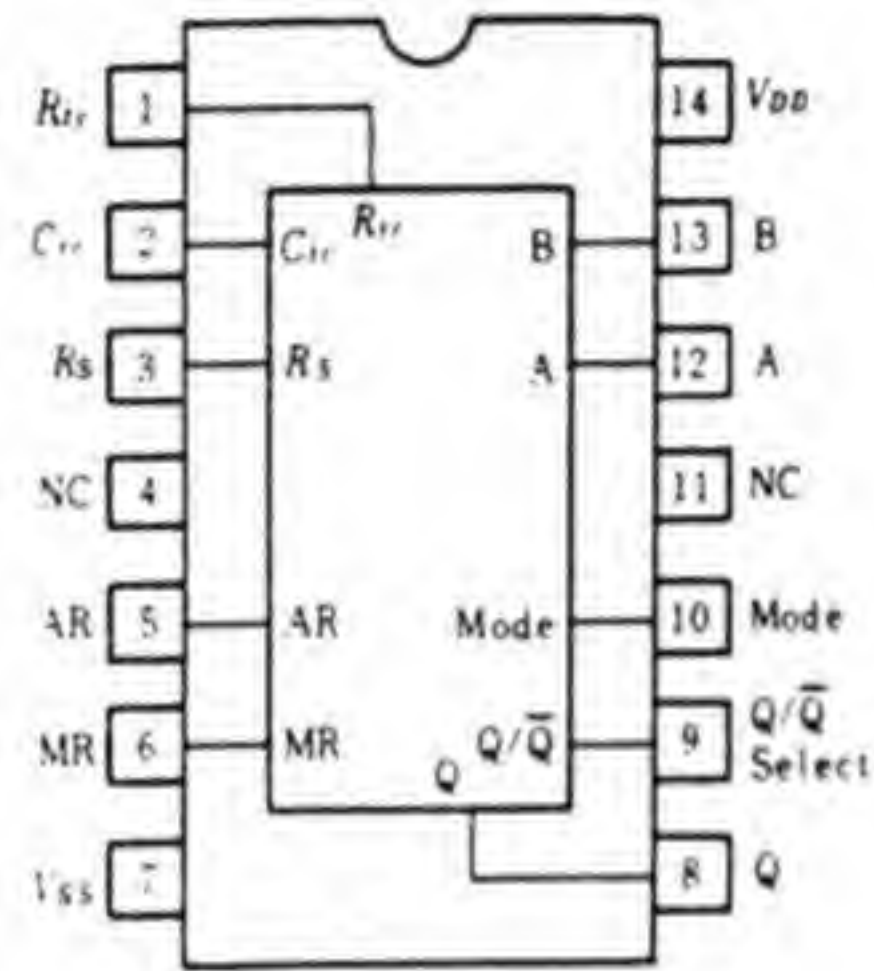 Rtc 1
Ctc 2
Rs 3
NC 4
AR 5
MR 6
VSS 7
Rtc
Ctc
Rs
AR
MR
B
A
Mode
Q/Q̅
Q
14 VDD
13 B
12 A
11 NC
10 Mode
9 Q/Q̅
Select
8 Q